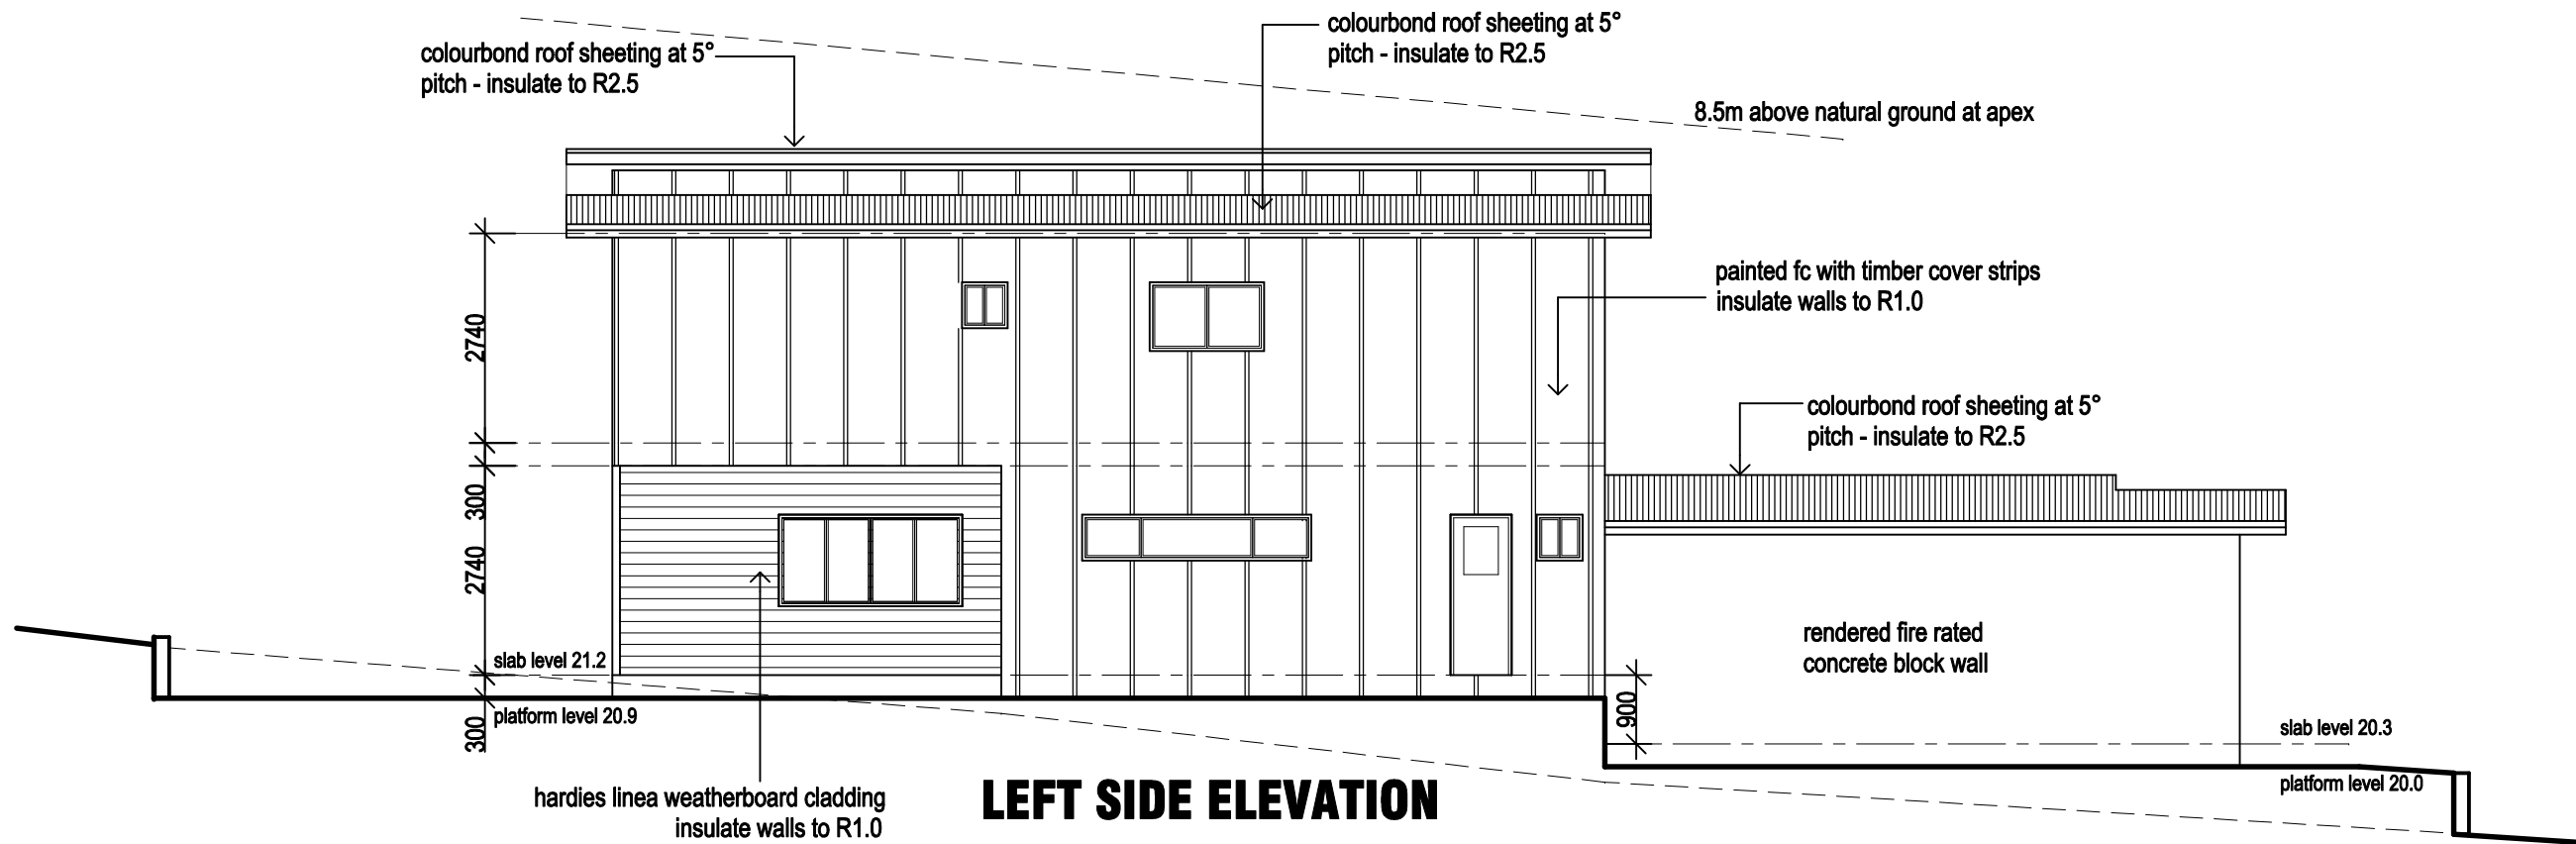 colourbond roof sheeting at 5°
pitch - insulate to R2.5
colourbond roof sheeting at 5°
pitch - insulate to R2.5
8.5m above natural ground at apex
painted fc with timber cover strips
insulate walls to R1.0
2740
colourbond roof sheeting at 5°
pitch - insulate to R2.5
300
2740
rendered fire rated
concrete block wall
slab level 21.2
platform level 20.9
300
900
slab level 20.3
platform level 20.0
hardies linea weatherboard cladding
insulate walls to R1.0
LEFT SIDE ELEVATION